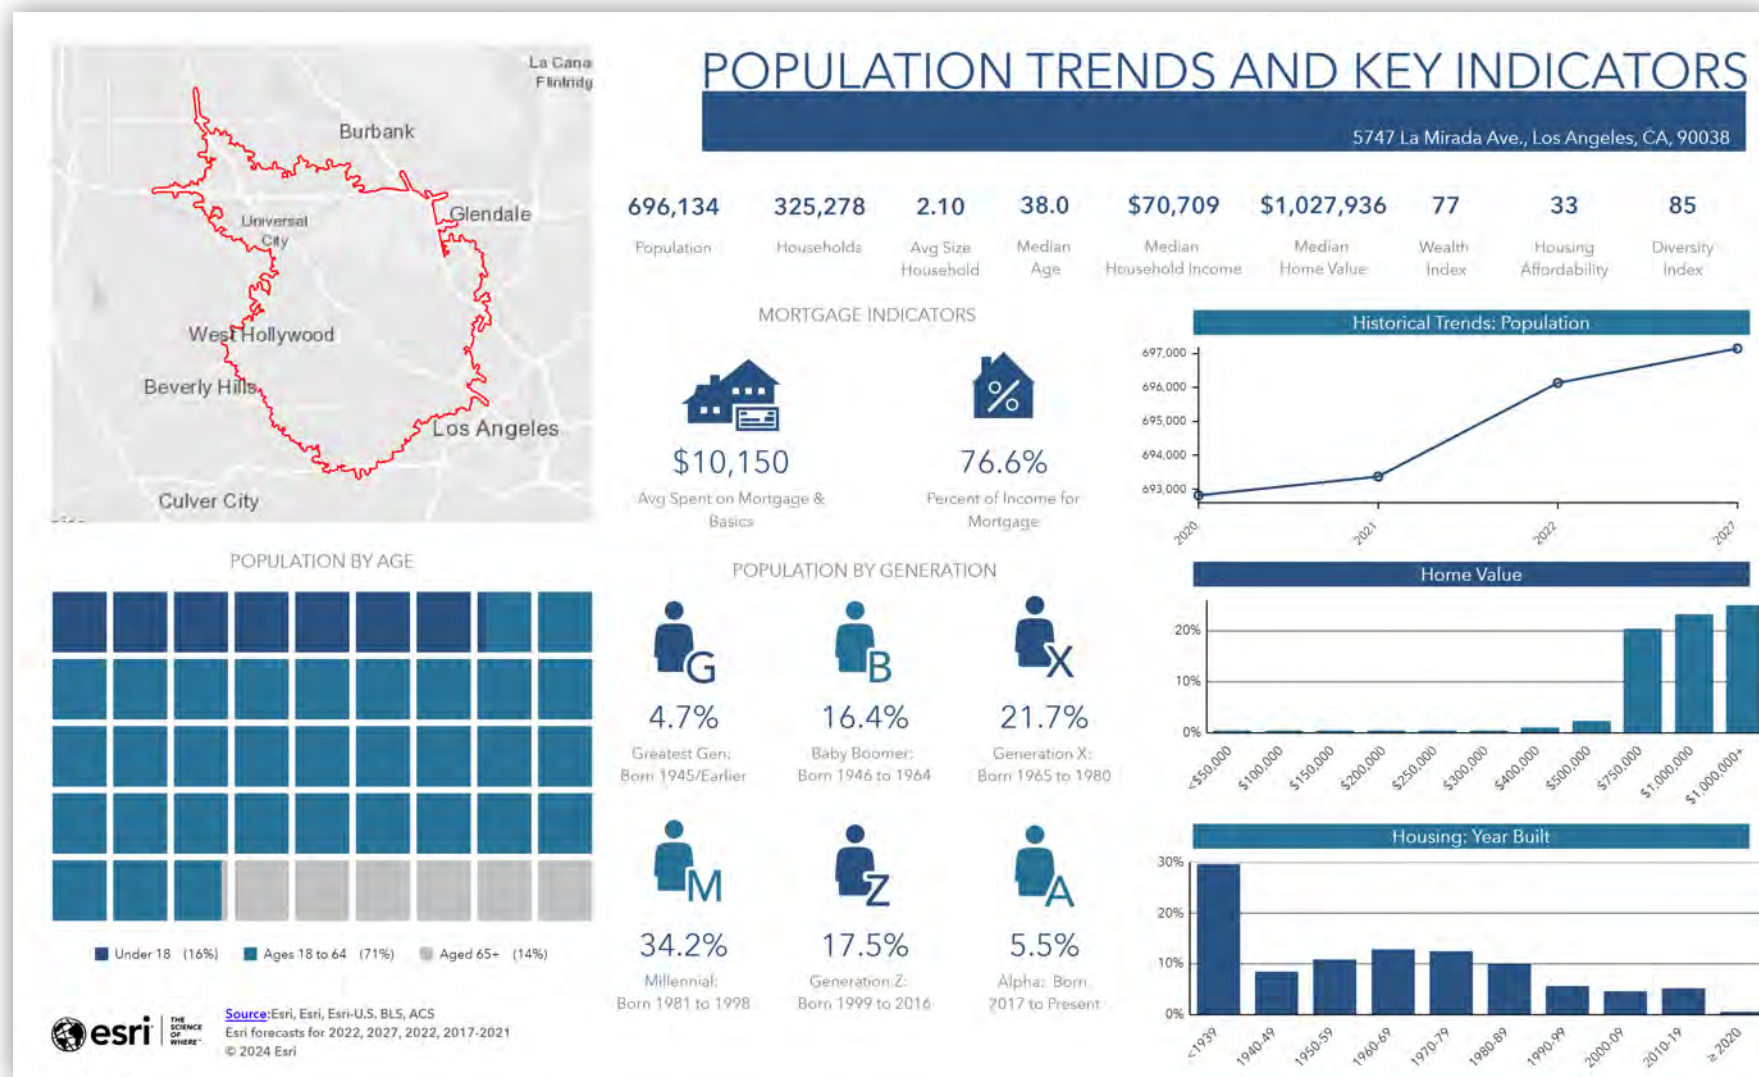 La Cana
Flintridg
Burbank
Glendale
Universal
City
West Hollywood
Beverly Hills
Los Angeles
Culver City
POPULATION TRENDS AND KEY INDICATORS
5747 La Mirada Ave., Los Angeles, CA, 90038
696,134
Population
325,278
Households
2.10
Avg Size
Household
38.0
Median
Age
$70,709
Median
Household Income
$1,027,936
Median
Home Value
77
Wealth
Index
33
Housing
Affordability
85
Diversity
Index
MORTGAGE INDICATORS
$10,150
Avg Spent on Mortgage &
Basics
%
76.6%
Percent of Income for
Mortgage
Historical Trends: Population
697,000
696,000
695,000
694,000
693,000
2020
2021
2022
2027
POPULATION BY AGE
Under 18 (16%)
Ages 18 to 64 (71%)
Aged 65+ (14%)
POPULATION BY GENERATION
G
4.7%
Greatest Gen:
Born 1945/Earlier
B
16.4%
Baby Boomer:
Born 1946 to 1964
X
21.7%
Generation X:
Born 1965 to 1980
M
34.2%
Millennial:
Born 1981 to 1998
Z
17.5%
Generation Z:
Born 1999 to 2016
A
5.5%
Alpha: Born
2017 to Present
Home Value
20%
10%
0%
<$50,000
$100,000
$150,000
$200,000
$250,000
$300,000
$400,000
$500,000
$750,000
$1,000,000
$1,000,000+
Housing: Year Built
30%
20%
10%
0%
<1939
1940-49
1950-59
1960-69
1970-79
1980-89
1990-99
2000-09
2010-19
≥ 2020
esri
THE
SCIENCE
OF
WHERE
Source:Esri, Esri, Esri-U.S. BLS, ACS
Esri forecasts for 2022, 2027, 2022, 2017-2021
© 2024 Esri